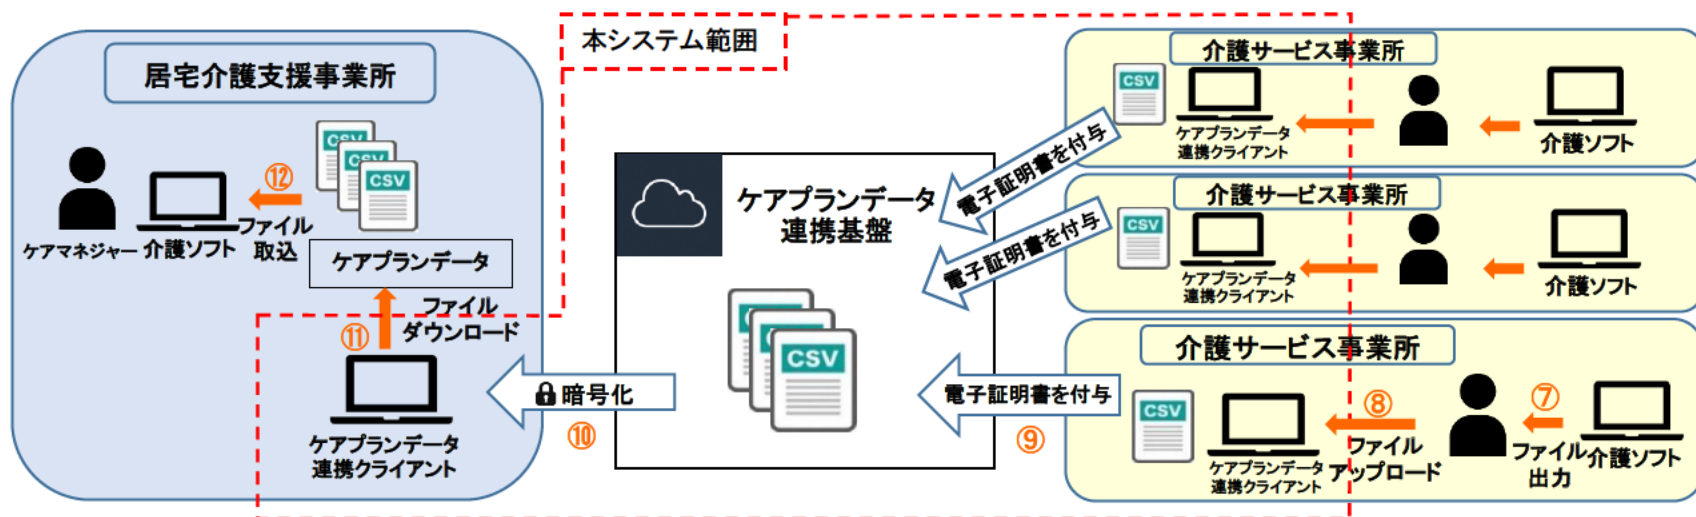 本システム範囲
居宅介護支援事業所
CSV
CSV
CSV
⑫
ファイル
取込
ケアマネジャー
介護ソフト
ケアプランデータ
⑪
ファイル
ダウンロード
ケアプランデータ
連携クライアント
暗号化
⑩
ケアプランデータ
連携基盤
CSV
CSV
CSV
電子証明書を付与
電子証明書を付与
電子証明書を付与
⑨
介護サービス事業所
CSV
ケアプランデータ
連携クライアント
介護ソフト
介護サービス事業所
CSV
ケアプランデータ
連携クライアント
介護ソフト
介護サービス事業所
CSV
ケアプランデータ
連携クライアント
⑧
ファイル
アップロード
⑦
ファイル
出力
介護ソフト